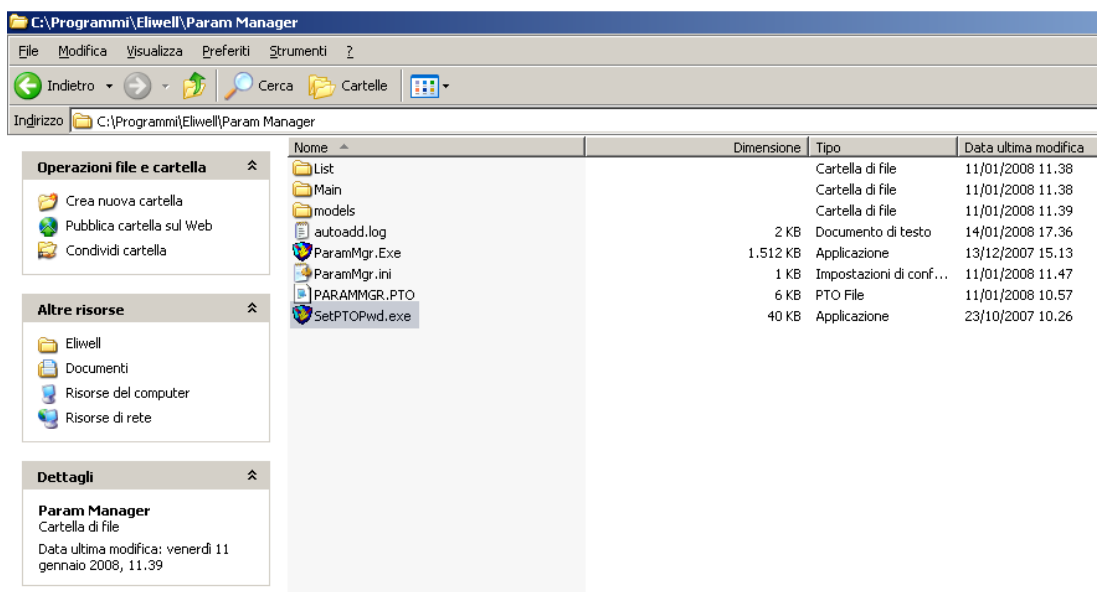 C:\Programmi\Eliwell\Param Manager
File Modifica Visualizza Preferiti Strumenti ?
Indietro Cerca Cartelle
Indirizzo C:\Programmi\Eliwell\Param Manager
Operazioni file e cartella
Crea nuova cartella
Pubblica cartella sul Web
Condividi cartella
Altre risorse
Eliwell
Documenti
Risorse del computer
Risorse di rete
Dettagli
Param Manager
Cartella di file
Data ultima modifica: venerdì 11
gennaio 2008, 11.39
Nome Dimensione Tipo Data ultima modifica
List Cartella di file 11/01/2008 11.38
Main Cartella di file 11/01/2008 11.38
models Cartella di file 11/01/2008 11.39
autoadd.log 2 KB Documento di testo 14/01/2008 17.36
ParamMgr.Exe 1.512 KB Applicazione 13/12/2007 15.13
ParamMgr.ini 1 KB Impostazioni di conf... 11/01/2008 11.47
PARAMMGR.PTO 6 KB PTO File 11/01/2008 10.57
SetPTOPwd.exe 40 KB Applicazione 23/10/2007 10.26